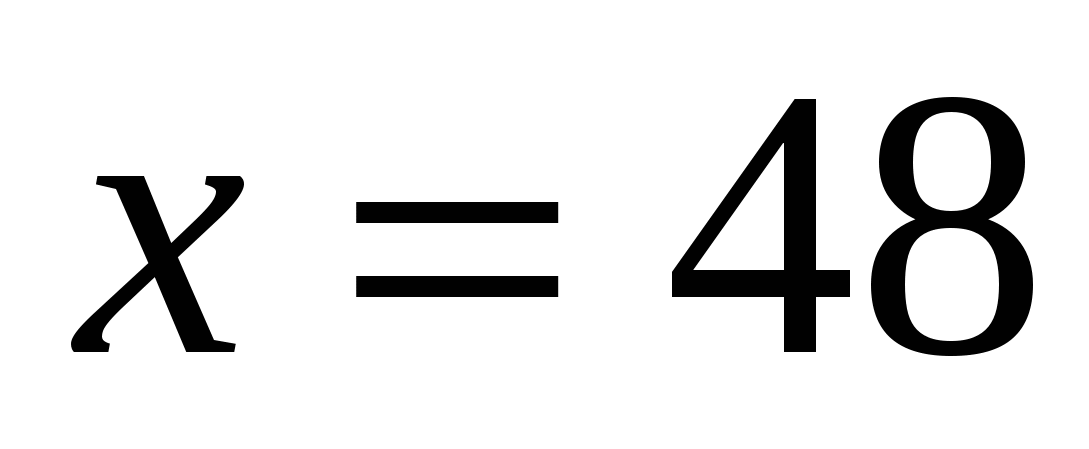 x = 48